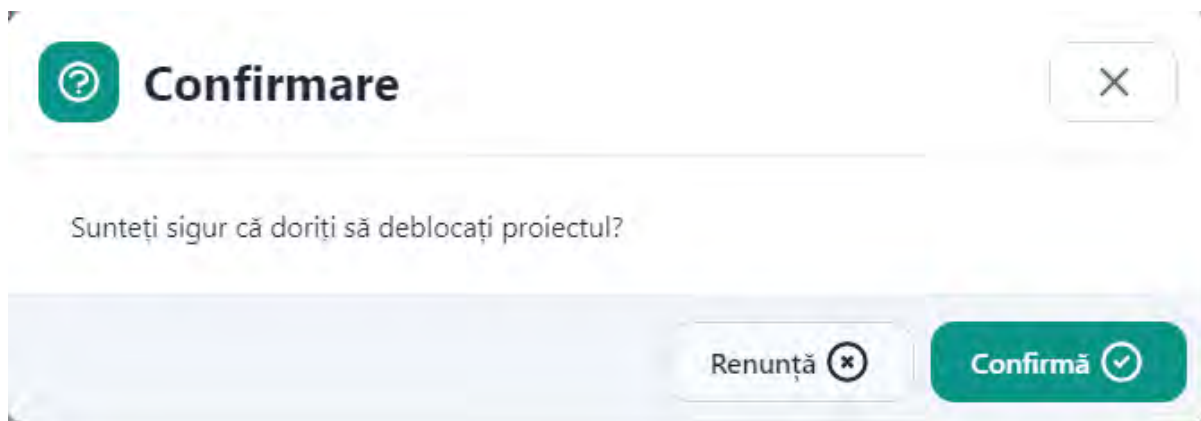 Confirmare
Sunteți sigur că doriți să deblocați proiectul?
Renunță
Confirmă